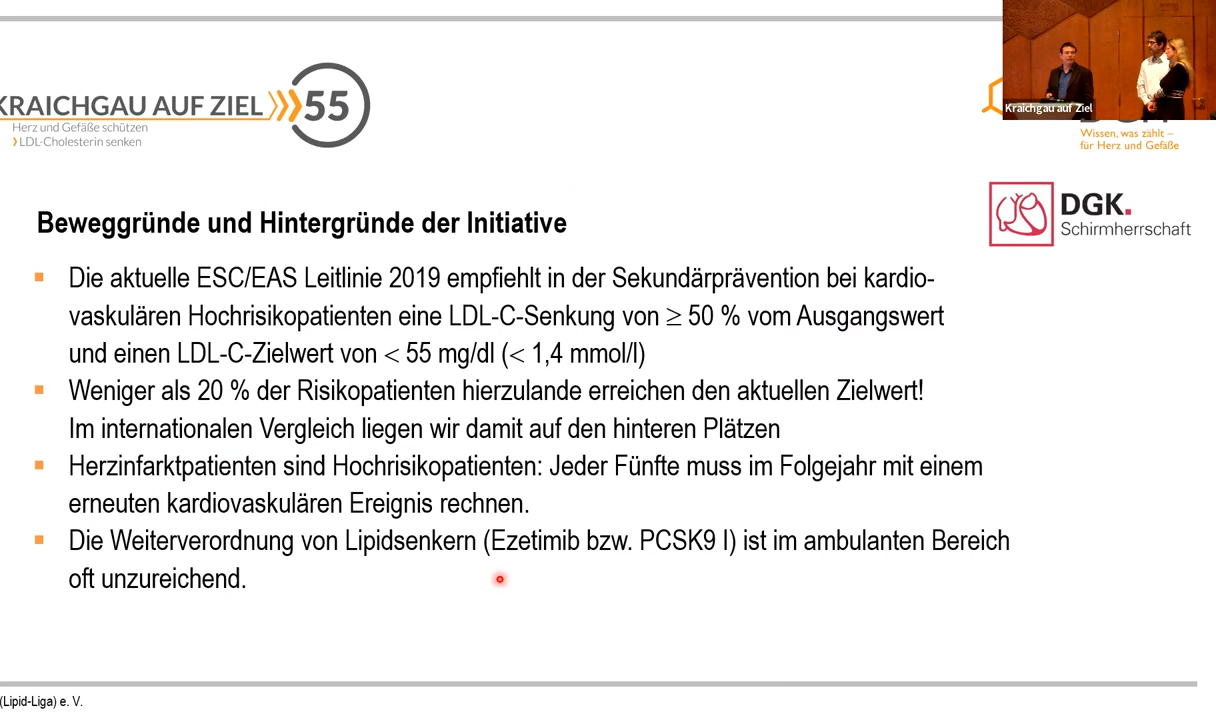 KRAICHGAU AUF ZIEL 55
Herz und Gefäße schützen
LDL-Cholesterin senken
Kraichgau auf Ziel
Wissen, was zählt –
für Herz und Gefäße
DGK.
Schirmherrschaft
Beweggründe und Hintergründe der Initiative
Die aktuelle ESC/EAS Leitlinie 2019 empfiehlt in der Sekundärprävention bei kardio-
vaskulären Hochrisikopatienten eine LDL-C-Senkung von ≥ 50 % vom Ausgangswert
und einen LDL-C-Zielwert von < 55 mg/dl (< 1,4 mmol/l)
Weniger als 20 % der Risikopatienten hierzulande erreichen den aktuellen Zielwert!
Im internationalen Vergleich liegen wir damit auf den hinteren Plätzen
Herzinfarktpatienten sind Hochrisikopatienten: Jeder Fünfte muss im Folgejahr mit einem
erneuten kardiovaskulären Ereignis rechnen.
Die Weiterverordnung von Lipidsenkern (Ezetimib bzw. PCSK9 I) ist im ambulanten Bereich
oft unzureichend.
(Lipid-Liga) e. V.